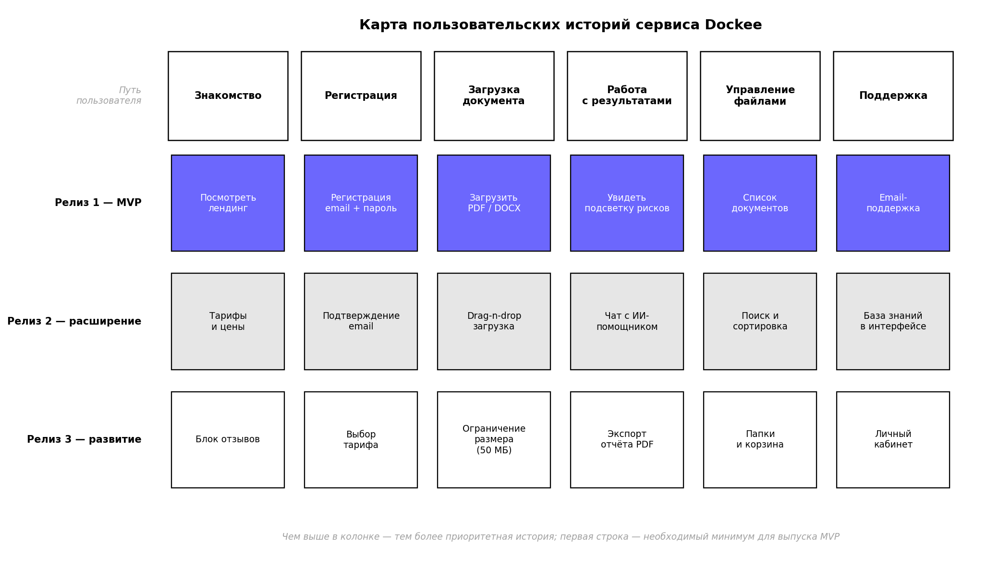 Карта пользовательских историй сервиса Dockee
Путь
пользователя
Знакомство
Регистрация
Загрузка
документа
Работа
с результатами
Управление
файлами
Поддержка
Релиз 1 — MVP
Посмотреть
лендинг
Регистрация
email + пароль
Загрузить
PDF / DOCX
Увидеть
подсветку рисков
Список
документов
Email-
поддержка
Релиз 2 — расширение
Тарифы
и цены
Подтверждение
email
Drag-n-drop
загрузка
Чат с ИИ-
помощником
Поиск и
сортировка
База знаний
в интерфейсе
Релиз 3 — развитие
Блок отзывов
Выбор
тарифа
Ограничение
размера
(50 МБ)
Экспорт
отчёта PDF
Папки
и корзина
Личный
кабинет
Чем выше в колонке — тем более приоритетная история; первая строка — необходимый минимум для выпуска MVP